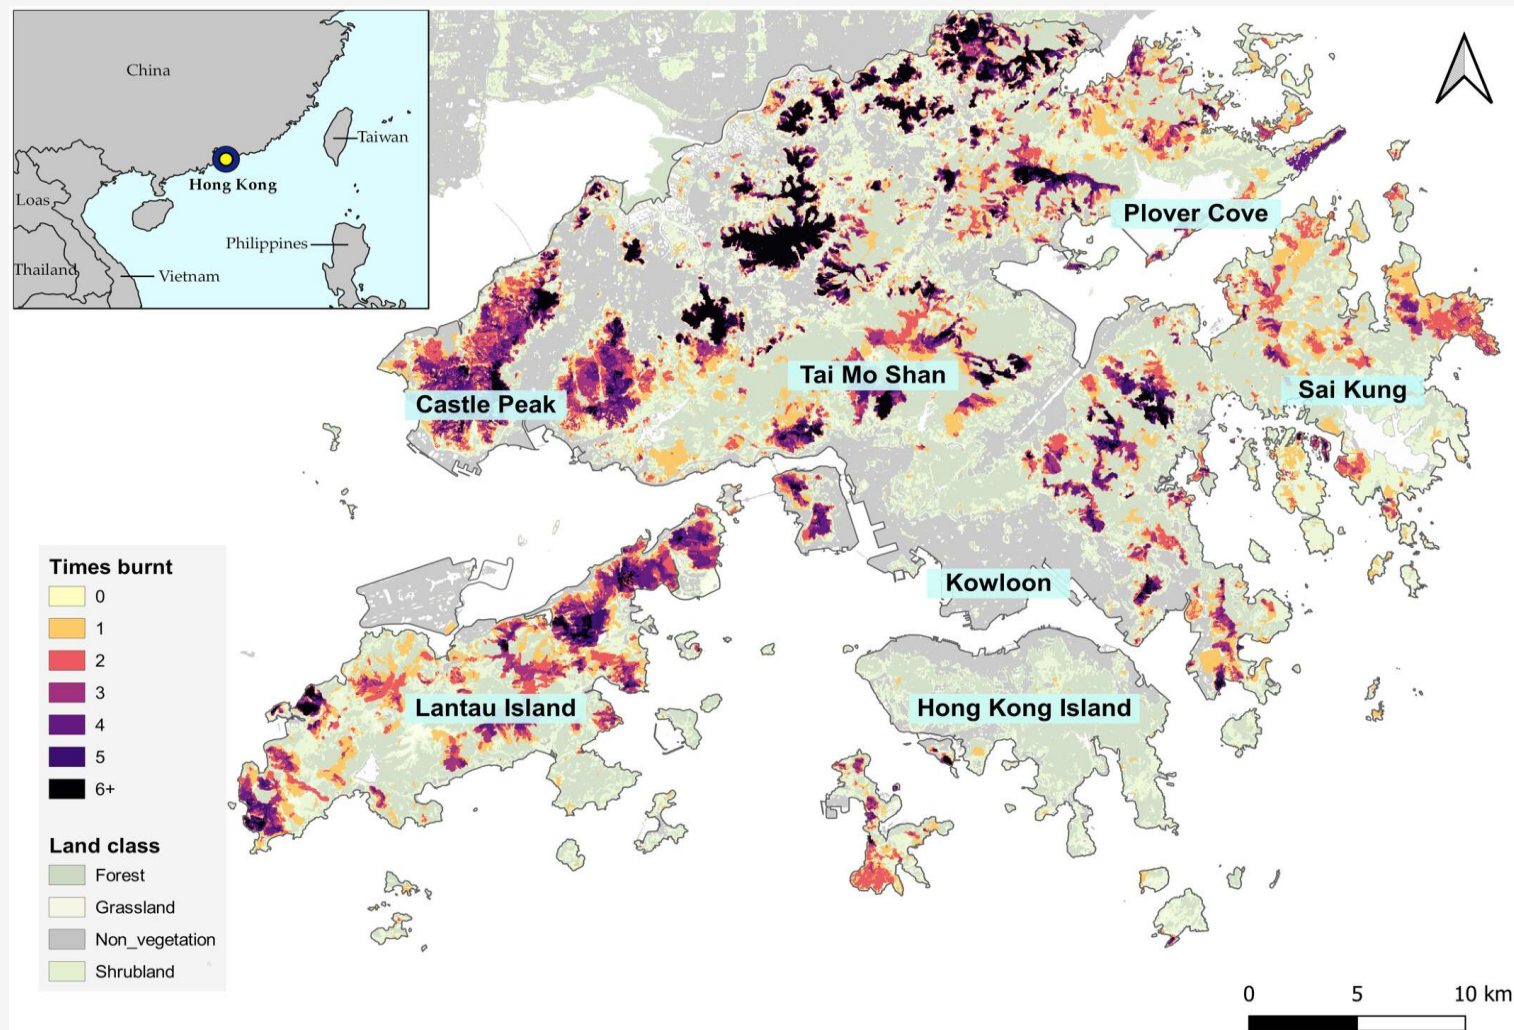 China
Taiwan
Hong Kong
Loas
Philippines
Thailand
Vietnam
Plover Cove
Tai Mo Shan
Sai Kung
Castle Peak
Kowloon
Lantau Island
Hong Kong Island
Times burnt
0
1
2
3
4
5
6+
Land class
Forest
Grassland
Non_vegetation
Shrubland
0 5 10 km